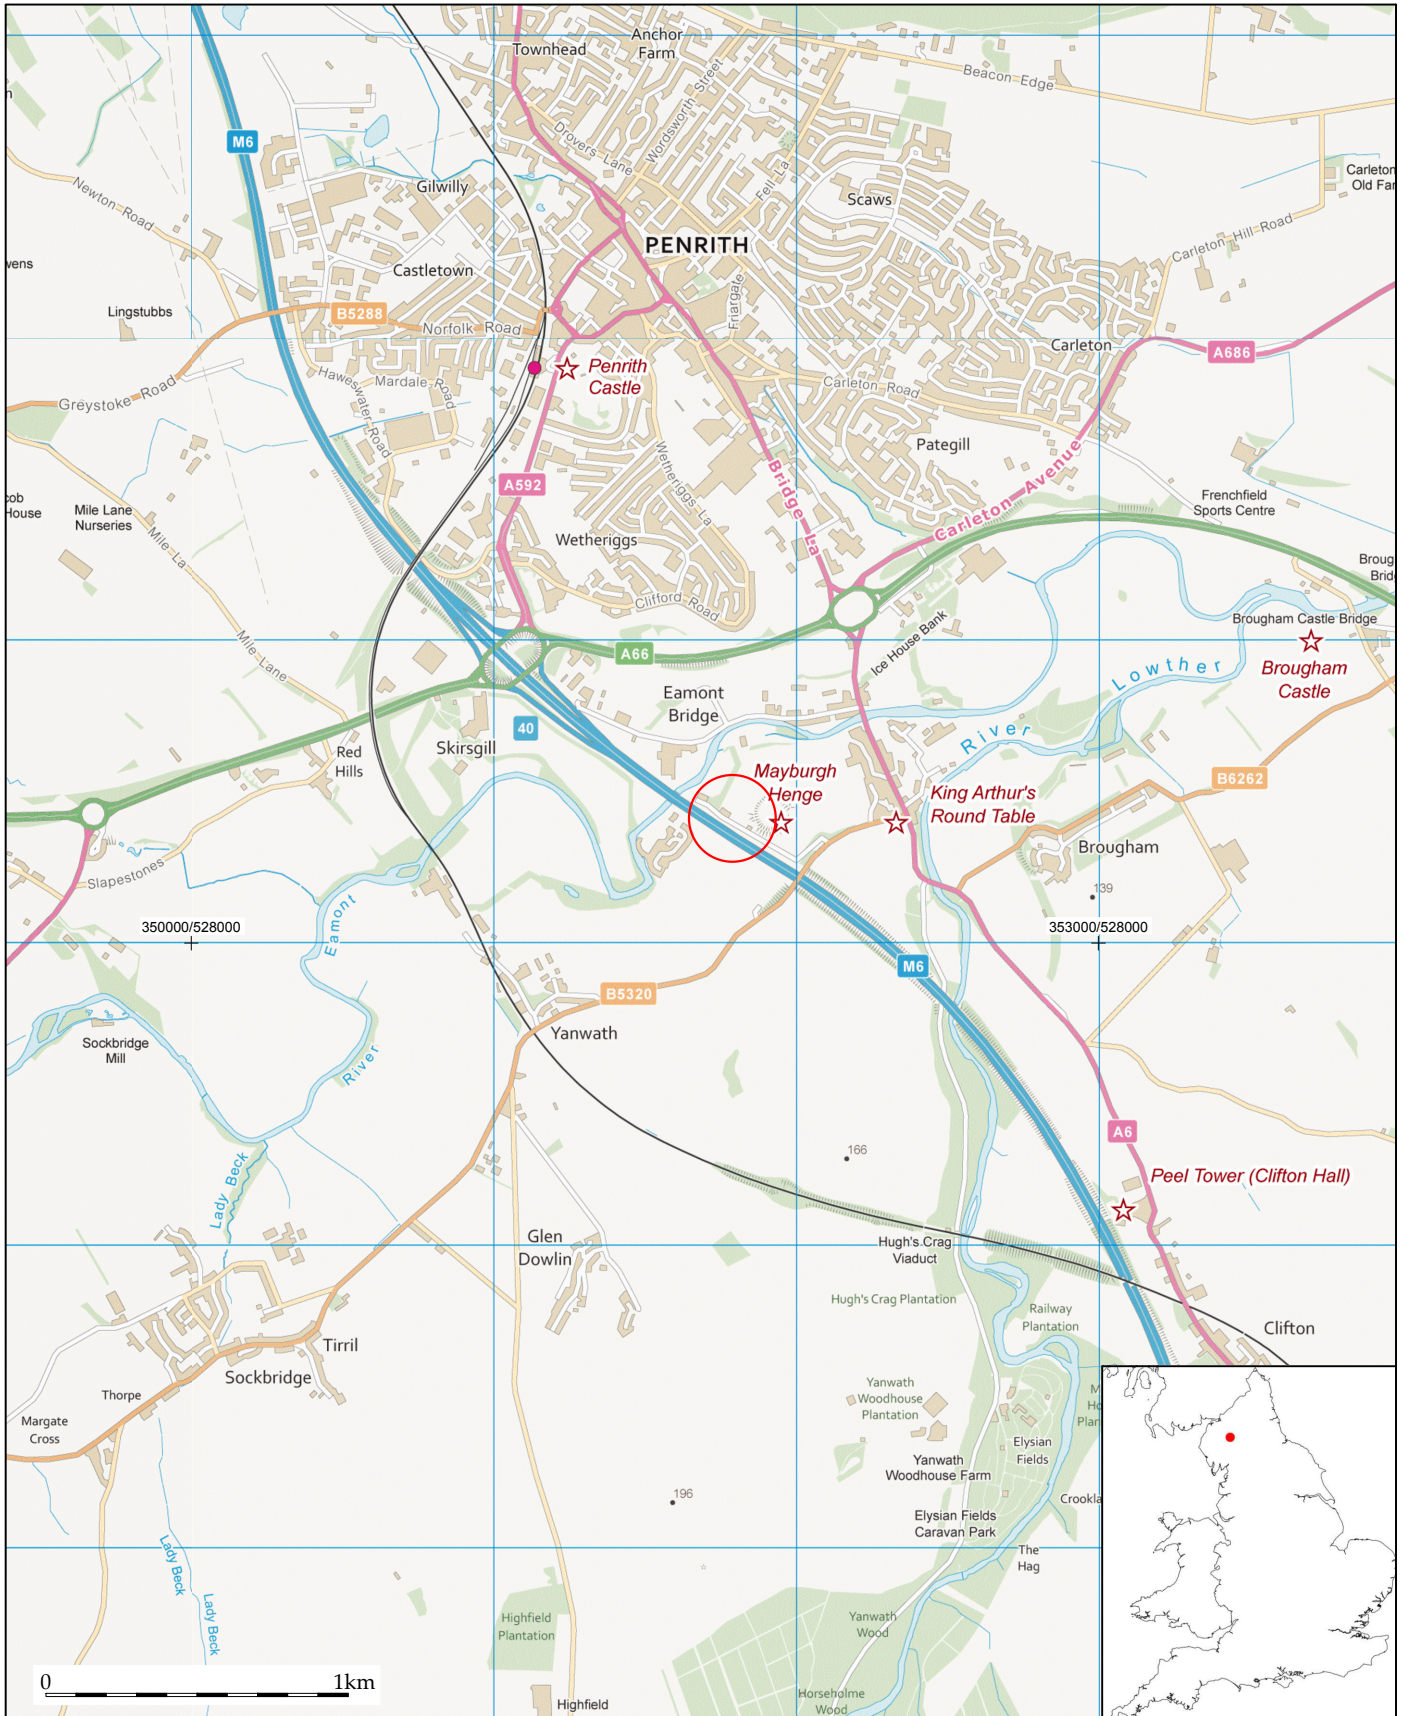 Townhead
Anchor
Farm
Beacon Edge
Wordsworth Street
Drovers Lane
M6
Fell La
Carleton
Old Far
Newton Road
Gilwilly
Scaws
Carleton Hill Road
PENRITH
wens
Castletown
Friargate
Lingstubbs
B5288
Norfolk Road
Carleton
A686
Penrith
Castle
Haweswater Road
Mardale Road
Carleton Road
Greystoke Road
Pategill
Wetheriggs La
Bridge La
A592
Carleton Avenue
cob
House
Mile Lane
Nurseries
Mile La
Frenchfield
Sports Centre
Wetheriggs
Broug
Brid
Clifford Road
Brougham Castle Bridge
Ice House Bank
Mile Lane
A66
Brougham
Castle
Lowther
Eamont
Bridge
40
Skirsgill
River
Red
Hills
Mayburgh
Henge
B6262
King Arthur's
Round Table
Brougham
Slapestones
139
Eamont
350000/528000
353000/528000
M6
B5320
Yanwath
Sockbridge
Mill
River
A6
166
Peel Tower (Clifton Hall)
Lady Beck
Glen
Dowlin
Hugh's Crag
Viaduct
Hugh's Crag Plantation
Railway
Plantation
Clifton
Tirril
Sockbridge
Thorpe
Yanwath
Woodhouse
Plantation
M
Ho
Plan
Margate
Cross
Elysian
Fields
Yanwath
Woodhouse Farm
196
Crookla
Elysian Fields
Caravan Park
The
Hag
Lady Beck
Lady Beck
Highfield
Plantation
Yanwath
Wood
0 1km
Highfield
Horseholme
Wood